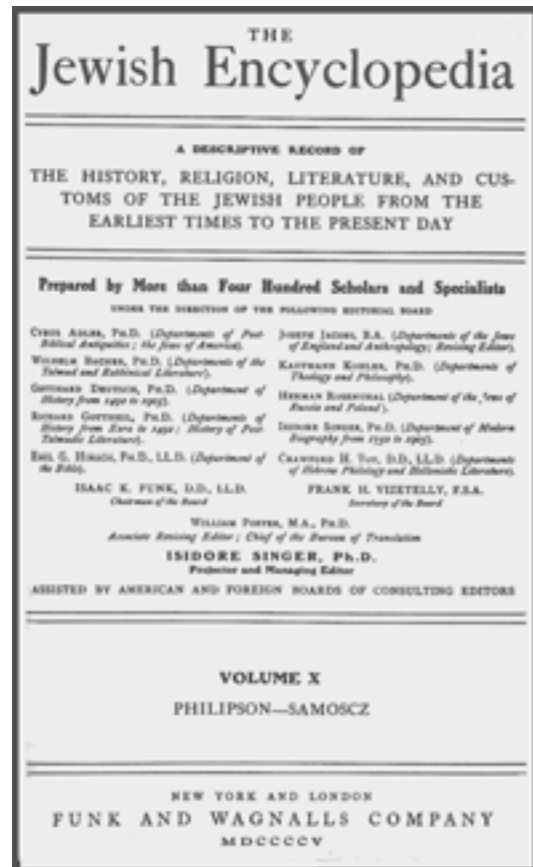 THE
Jewish Encyclopedia
A DESCRIPTIVE RECORD OF
THE HISTORY, RELIGION, LITERATURE, AND CUS-
TOMS OF THE JEWISH PEOPLE FROM THE
EARLIEST TIMES TO THE PRESENT DAY
Prepared by More than Four Hundred Scholars and Specialists
UNDER THE DIRECTION OF THE FOLLOWING EDITORIAL BOARD
CYRUS ADLER, PH.D. (Departments of Post-
Biblical Antiquities; the Jews of America).
WILHELM BACHER, PH.D. (Departments of the
Talmud and Rabbinical Literature).
GOTTHARD DEUTSCH, PH.D. (Department of
History from 1492 to 1905).
RICHARD GOTTHEIL, PH.D. (Departments of
History from Ezra to 1492; History of Post-
Talmudic Literature).
EMIL G. HIRSCH, PH.D., LL.D. (Department of
the Bible).
JOSEPH JACOBS, B.A. (Departments of the Jews
of England and Anthropology; Revising Editor).
KAUFMANN KOHLER, PH.D. (Departments of
Theology and Philosophy).
HERMAN ROSENTHAL (Department of the Jews of
Russia and Poland).
ISIDORE SINGER, PH.D. (Department of Modern
Biography from 1750 to 1905).
CRAWFORD H. TOY, D.D., LL.D. (Departments
of Hebrew Philology and Hellenistic Literature).
ISAAC K. FUNK, D.D., LL.D.
Chairman of the Board
FRANK H. VIZETELLY, F.S.A.
Secretary of the Board
WILLIAM POPPER, M.A., PH.D.
Associate Revising Editor; Chief of the Bureau of Translation
ISIDORE SINGER, Ph.D.
Projector and Managing Editor
ASSISTED BY AMERICAN AND FOREIGN BOARDS OF CONSULTING EDITORS
VOLUME X
PHILIPSON—SAMOSCZ
NEW YORK AND LONDON
FUNK AND WAGNALLS COMPANY
MDCCCCV